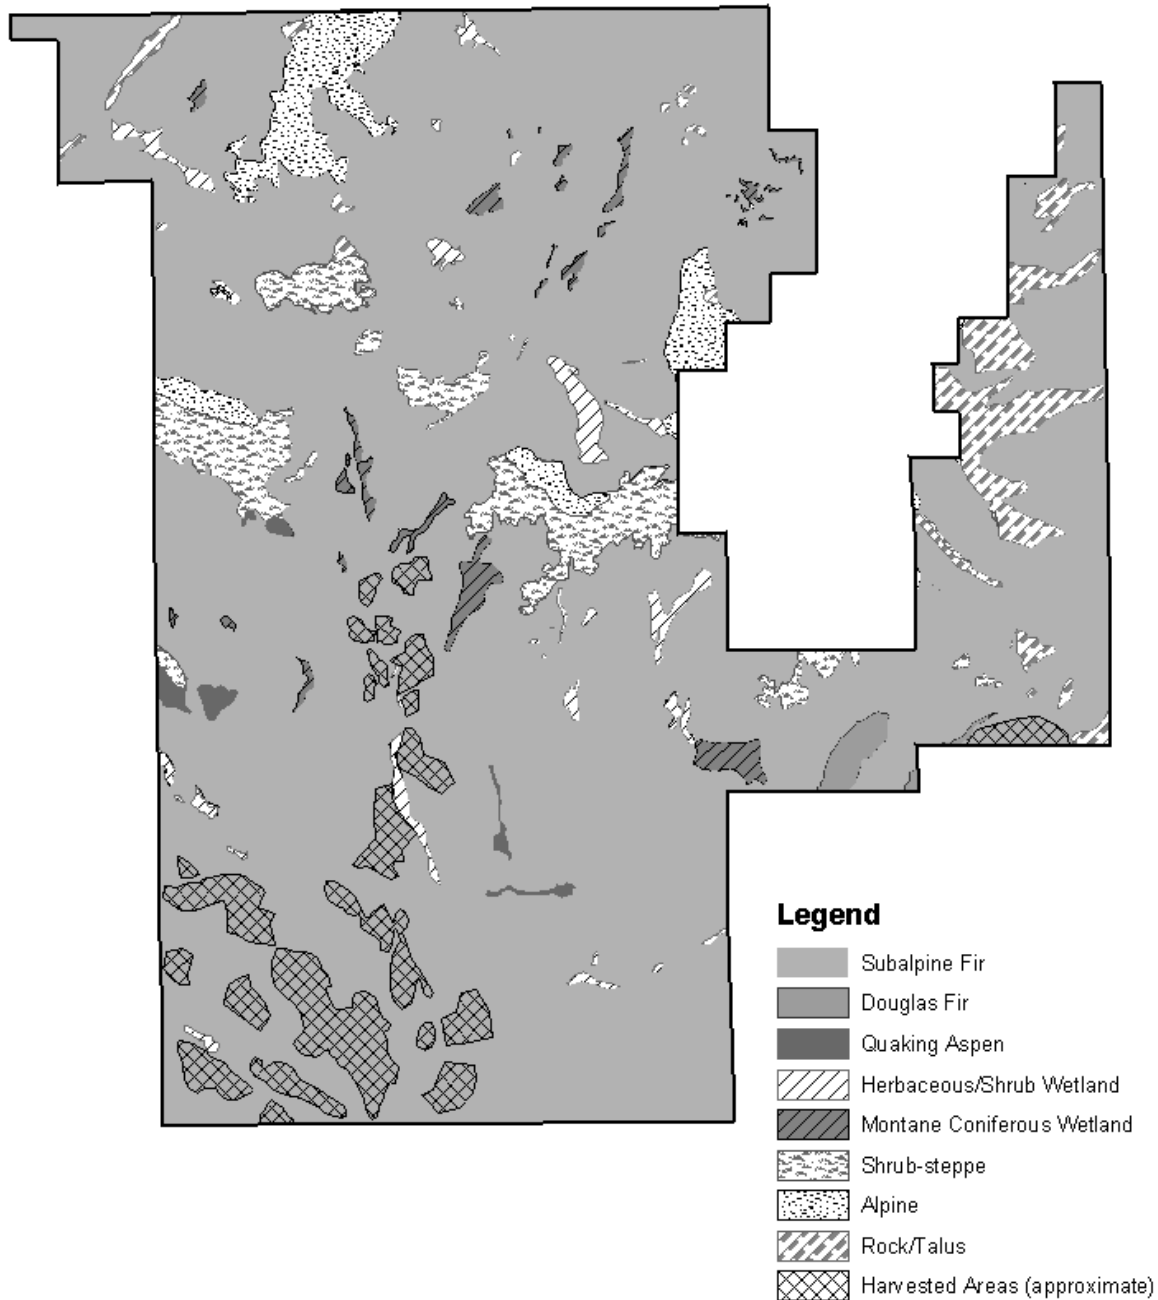 Legend
Subalpine Fir
Douglas Fir
Quaking Aspen
Herbaceous/Shrub Wetland
Montane Coniferous Wetland
Shrub-steppe
Alpine
Rock/Talus
Harvested Areas (approximate)